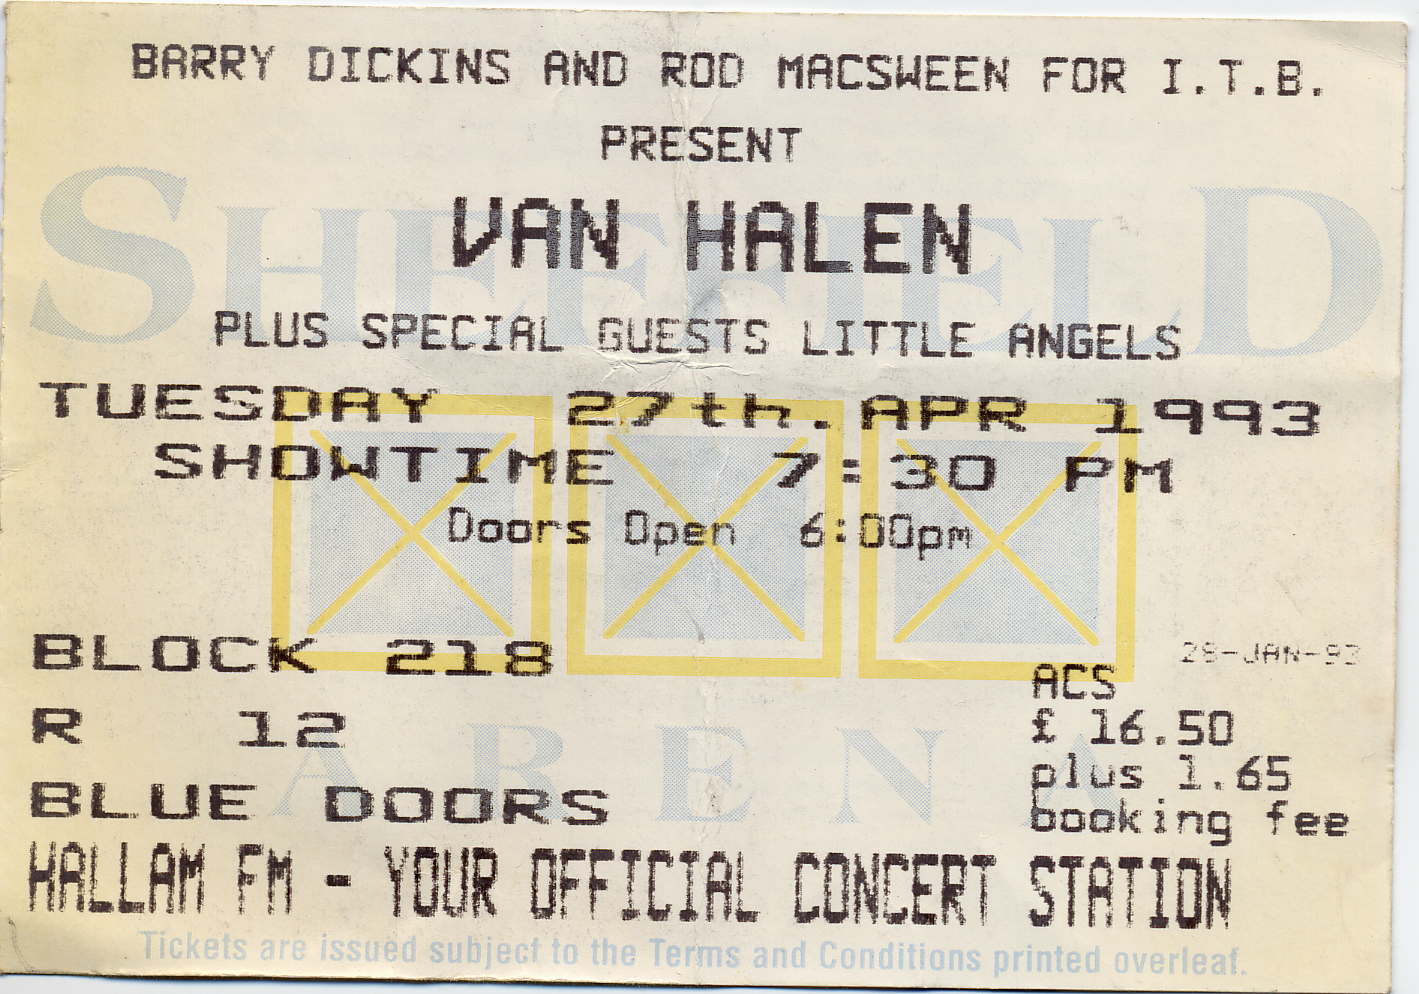 BARRY DICKINS AND ROD MACSWEEN FOR I.T.B.
PRESENT
VAN HALEN
SHEFFIELD
PLUS SPECIAL GUESTS LITTLE ANGELS
TUESDAY 27th. APR 1993
SHOWTIME 7:30 PM
Doors Open 6:00pm
BLOCK 218
28-JAN-93
ACS
R 12
£ 16.50
ARENA
plus 1.65
BLUE DOORS
booking fee
HALLAM FM - YOUR OFFICIAL CONCERT STATION
Tickets are issued subject to the Terms and Conditions printed overleaf.